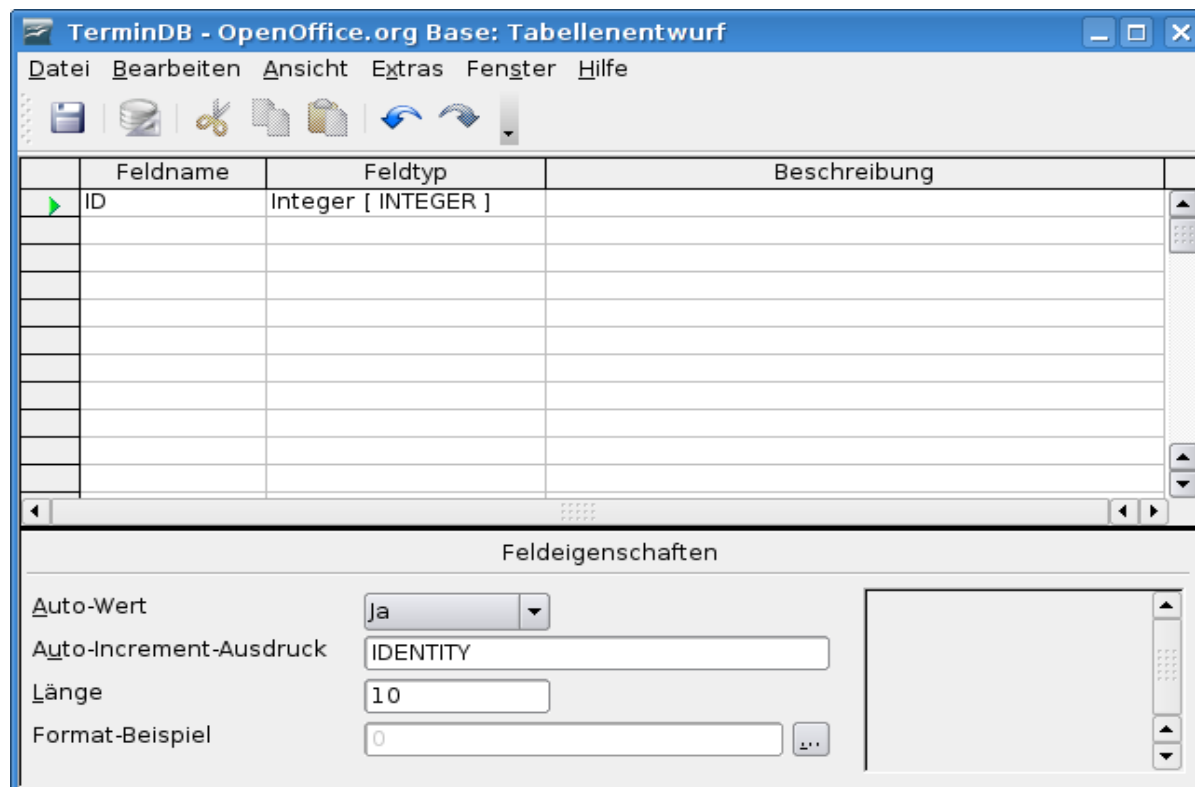 TerminDB - OpenOffice.org Base: Tabellenentwurf
Datei Bearbeiten Ansicht Extras Fenster Hilfe
Feldname Feldtyp Beschreibung
ID Integer [ INTEGER ]
Feldeigenschaften
Auto-Wert Ja
Auto-Increment-Ausdruck IDENTITY
Länge 10
Format-Beispiel 0 ...